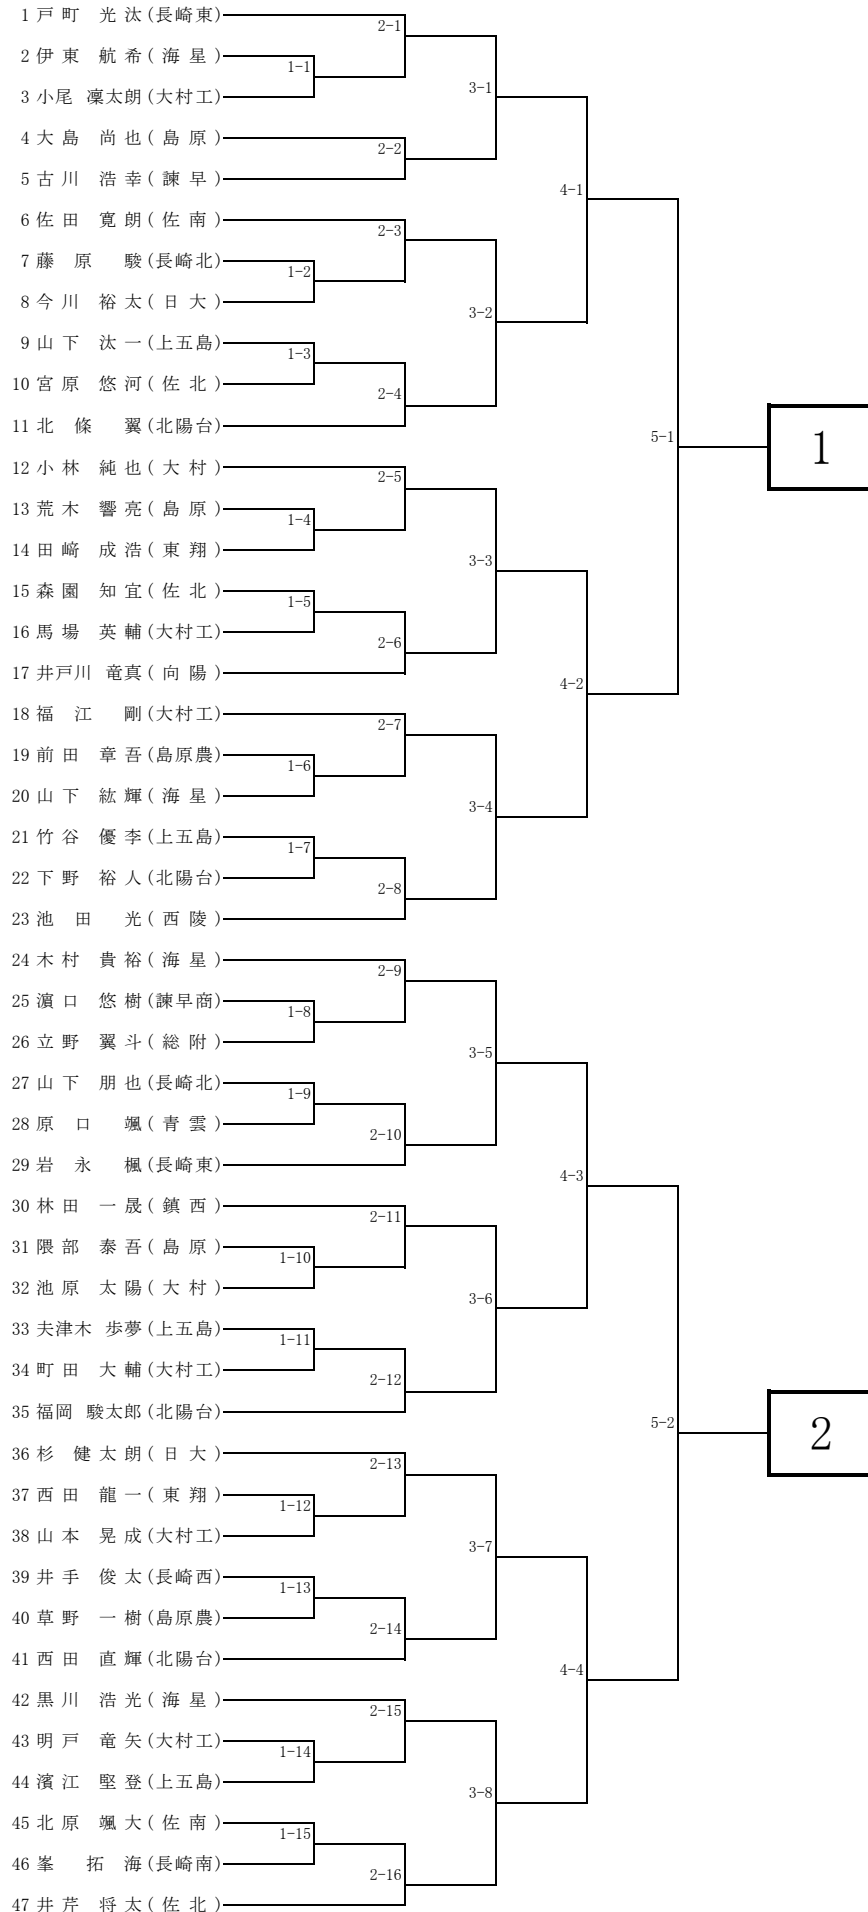 1 戸町 光汰(長崎東)
2-1
2 伊東 航希(海星)
1-1
3-1
3 小尾 凜太朗(大村工)
4 大島 尚也(島原)
2-2
5 古川 浩幸(諫早)
4-1
6 佐田 寛朗(佐南)
2-3
7 藤原 駿(長崎北)
1-2
8 今川 裕太(日大)
3-2
9 山下 汰一(上五島)
1-3
10 宮原 悠河(佐北)
2-4
11 北條 翼(北陽台)
5-1
1
12 小林 純也(大村)
2-5
13 荒木 響亮(島原)
1-4
14 田﨑 成浩(東翔)
3-3
15 森園 知宜(佐北)
1-5
16 馬場 英輔(大村工)
2-6
17 井戸川 竜真(向陽)
4-2
18 福江 剛(大村工)
2-7
19 前田 章吾(島原農)
1-6
20 山下 紘輝(海星)
3-4
21 竹谷 優李(上五島)
1-7
22 下野 裕人(北陽台)
2-8
23 池田 光(西陵)
24 木村 貴裕(海星)
2-9
25 濵口 悠樹(諫早商)
1-8
26 立野 翼斗(総附)
3-5
27 山下 朋也(長崎北)
1-9
28 原口 颯(青雲)
2-10
29 岩永 楓(長崎東)
4-3
30 林田 一晟(鎮西)
2-11
31 隈部 泰吾(島原)
1-10
32 池原 太陽(大村)
3-6
33 夫津木 歩夢(上五島)
1-11
34 町田 大輔(大村工)
2-12
35 福岡 駿太郎(北陽台)
5-2
2
36 杉 健太朗(日大)
2-13
37 西田 龍一(東翔)
1-12
38 山本 晃成(大村工)
3-7
39 井手 俊太(長崎西)
1-13
40 草野 一樹(島原農)
2-14
41 西田 直輝(北陽台)
4-4
42 黒川 浩光(海星)
2-15
43 明戸 竜矢(大村工)
1-14
44 濱江 堅登(上五島)
3-8
45 北原 颯大(佐南)
1-15
46 峯 拓海(長崎南)
2-16
47 井芹 将太(佐北)